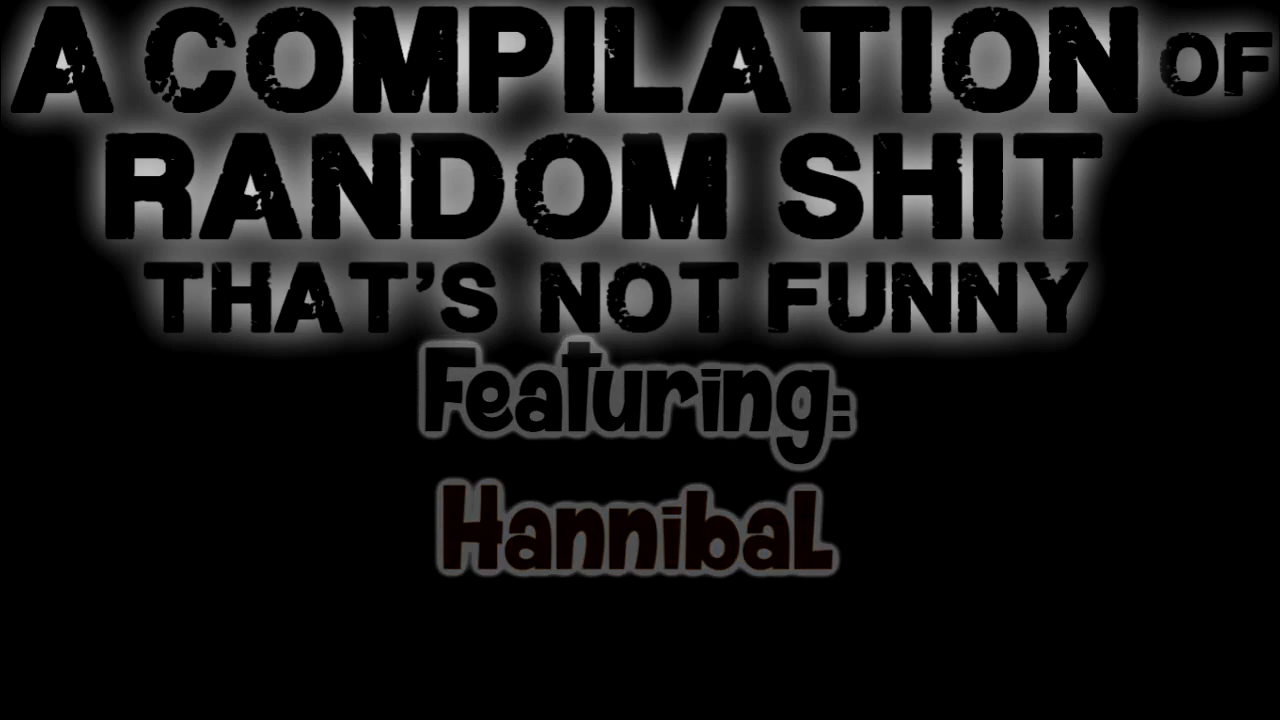 A COMPILATION OF
RANDOM SHIT
THAT'S NOT FUNNY
Featuring:
HannibaL